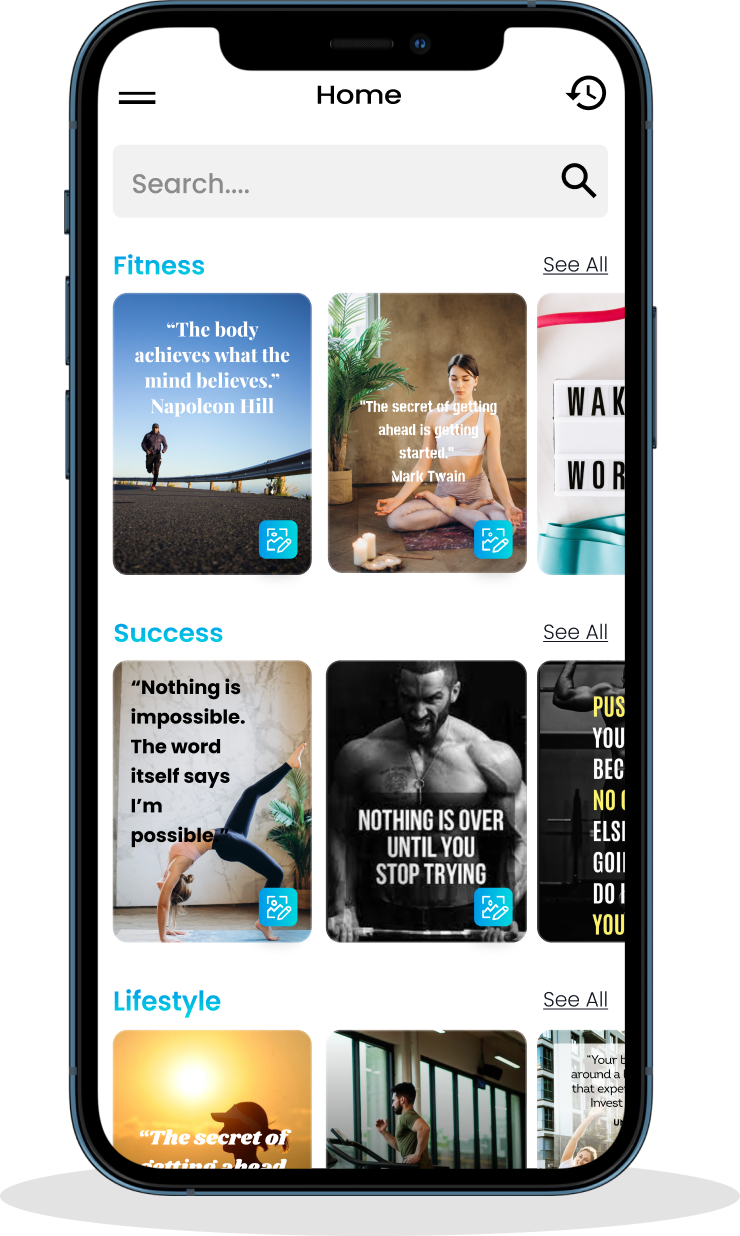 Home
Search....
Fitness
See All
“The body
achieves what the
mind believes.”
Napoleon Hill
"The secret of getting
ahead is getting
started."
Mark Twain
WAK
WOR
Success
See All
“Nothing is
impossible.
The word
itself says
I’m
possible
NOTHING IS OVER
UNTIL YOU
STOP TRYING
PUS
YOU
BEC
NO
ELS
GOI
DO
YOU
Lifestyle
See All
“The secret of
getting ahead
"Your b
around a
that expe
Invest